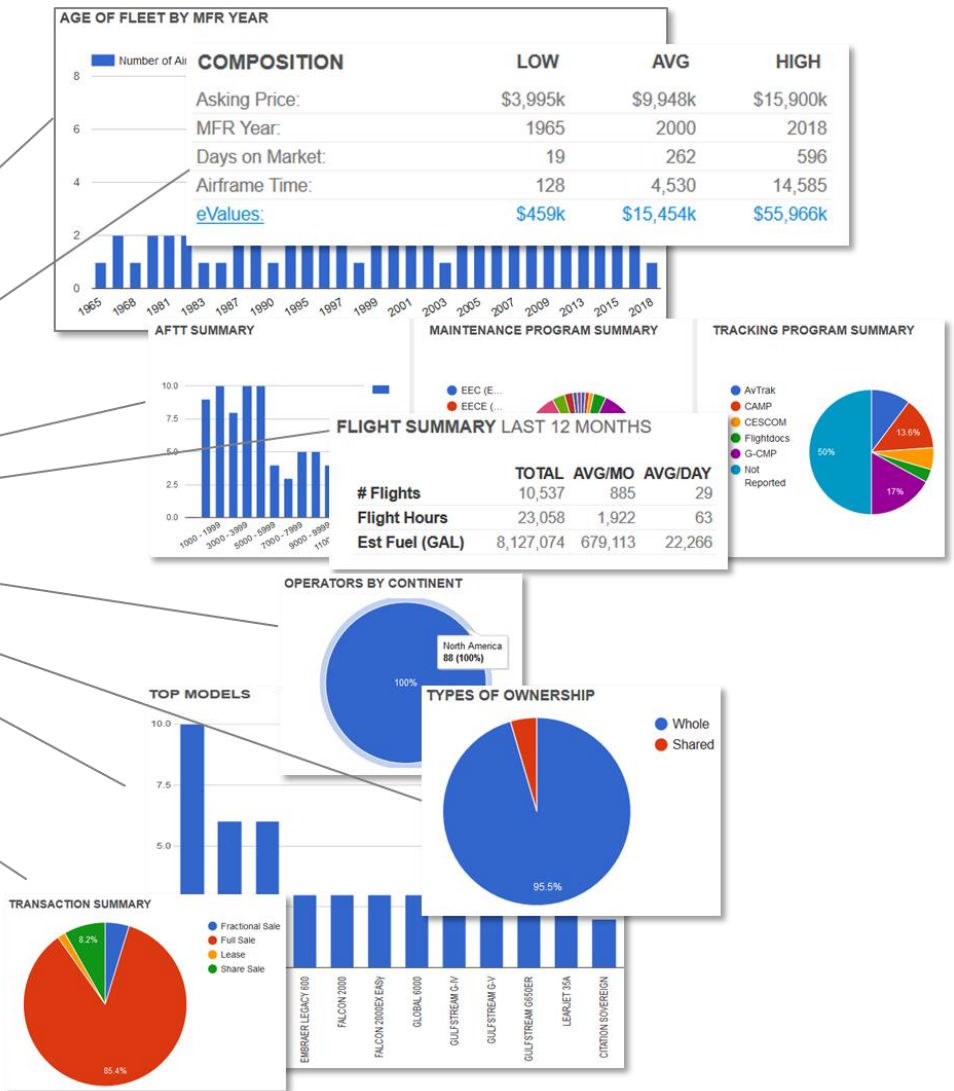 AGE OF FLEET BY MFR YEAR
Number of Air
8
6
4
2
0
1965 1968 1981 1983 1987 1990 1995 1997 1999 2001 2003 2005 2007 2009 2013 2015 2018
COMPOSITION LOW AVG HIGH
Asking Price: $3,995k $9,948k $15,900k
MFR Year: 1965 2000 2018
Days on Market: 19 262 596
Airframe Time: 128 4,530 14,585
eValues: $459k $15,454k $55,966k
AFTT SUMMARY
10.0
7.5
5.0
2.5
0.0
1000 - 1999 3000 - 3999 5000 - 5999 7000 - 7999 9000 - 9999 1100
MAINTENANCE PROGRAM SUMMARY
EEC (E...
EECE (...
TRACKING PROGRAM SUMMARY
AvTrak
CAMP
CESCOM
Flightdocs
G-CMP
Not
Reported
13.6%
50%
17%
FLIGHT SUMMARY LAST 12 MONTHS
TOTAL AVG/MO AVG/DAY
# Flights 10,537 885 29
Flight Hours 23,058 1,922 63
Est Fuel (GAL) 8,127,074 679,113 22,266
OPERATORS BY CONTINENT
North America
88 (100%)
100%
TOP MODELS
10.0
7.5
5.0
EMBRAER LEGACY 600
FALCON 2000
FALCON 2000EX EASy
GLOBAL 6000
GULFSTREAM G-IV
GULFSTREAM G-V
GULFSTREAM G650ER
LEARJET 35A
CITATION SOVEREIGN
TYPES OF OWNERSHIP
Whole
Shared
95.5%
TRANSACTION SUMMARY
Fractional Sale
Full Sale
Lease
Share Sale
8.2%
85.4%